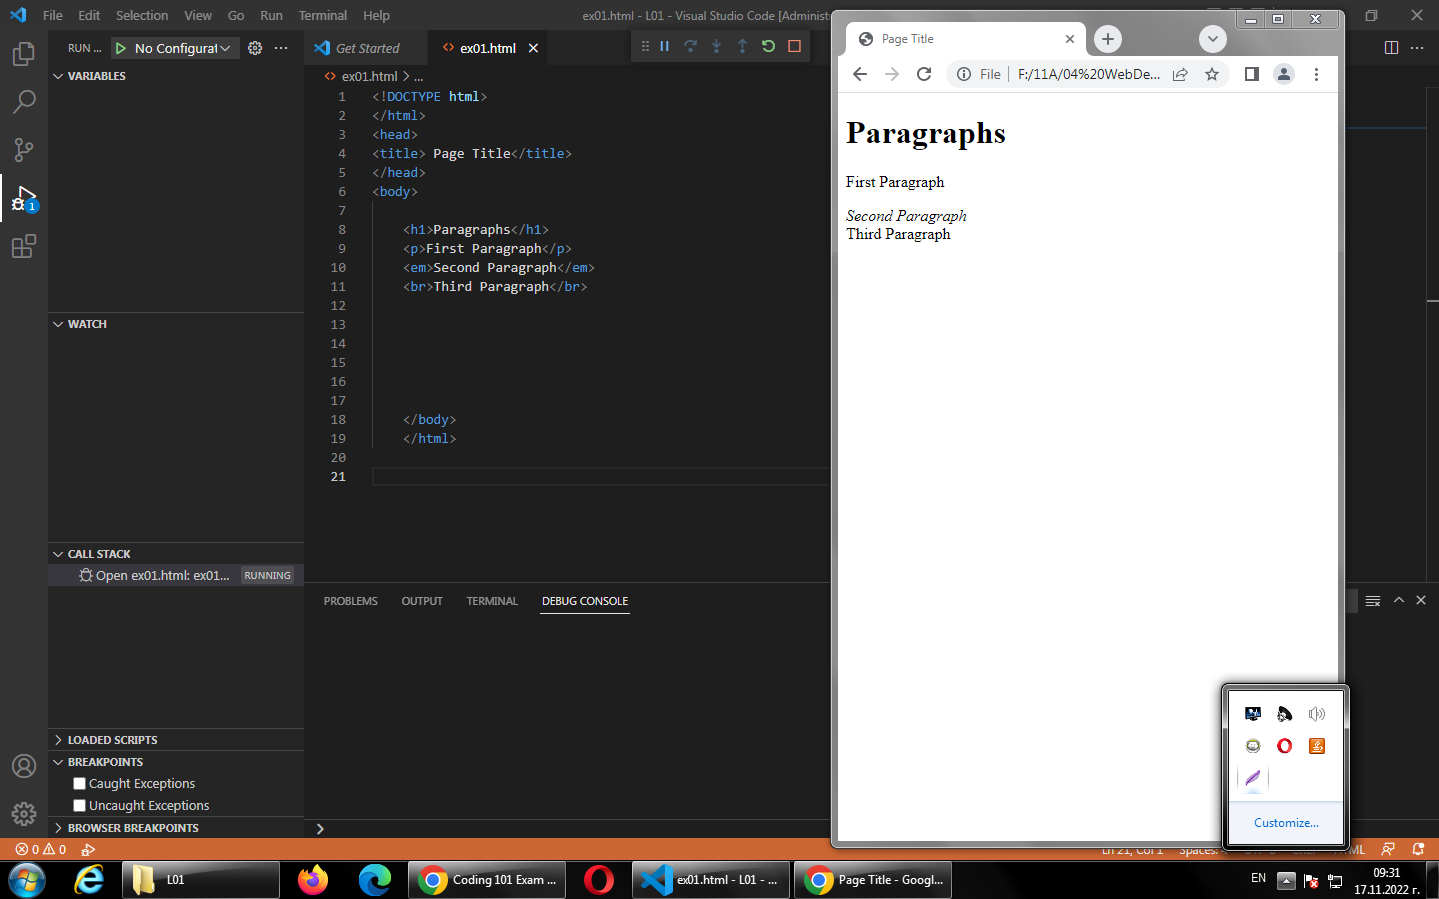 File Edit Selection View Go Run Terminal Help
ex01.html - L01 - Visual Studio Code [Adminis
RUN ... No Configurat
Get Started
ex01.html
ex01.html > ...
VARIABLES
WATCH
CALL STACK
Open ex01.html: ex01... RUNNING
LOADED SCRIPTS
BREAKPOINTS
Caught Exceptions
Uncaught Exceptions
BROWSER BREAKPOINTS
1 <!DOCTYPE html>
2 </html>
3 <head>
4 <title> Page Title</title>
5 </head>
6 <body>
7
8 <h1>Paragraphs</h1>
9 <p>First Paragraph</p>
10 <em>Second Paragraph</em>
11 <br>Third Paragraph</br>
12
13
14
15
16
17
18 </body>
19 </html>
20
21
PROBLEMS OUTPUT TERMINAL DEBUG CONSOLE
Page Title
File F:/11A/04%20WebDe...
Paragraphs
First Paragraph
Second Paragraph
Third Paragraph
Customize...
0 0
Ln 21, Col 1
L01
Coding 101 Exam ...
ex01.html - L01 - ...
Page Title - Googl...
EN
09:31
17.11.2022 г.